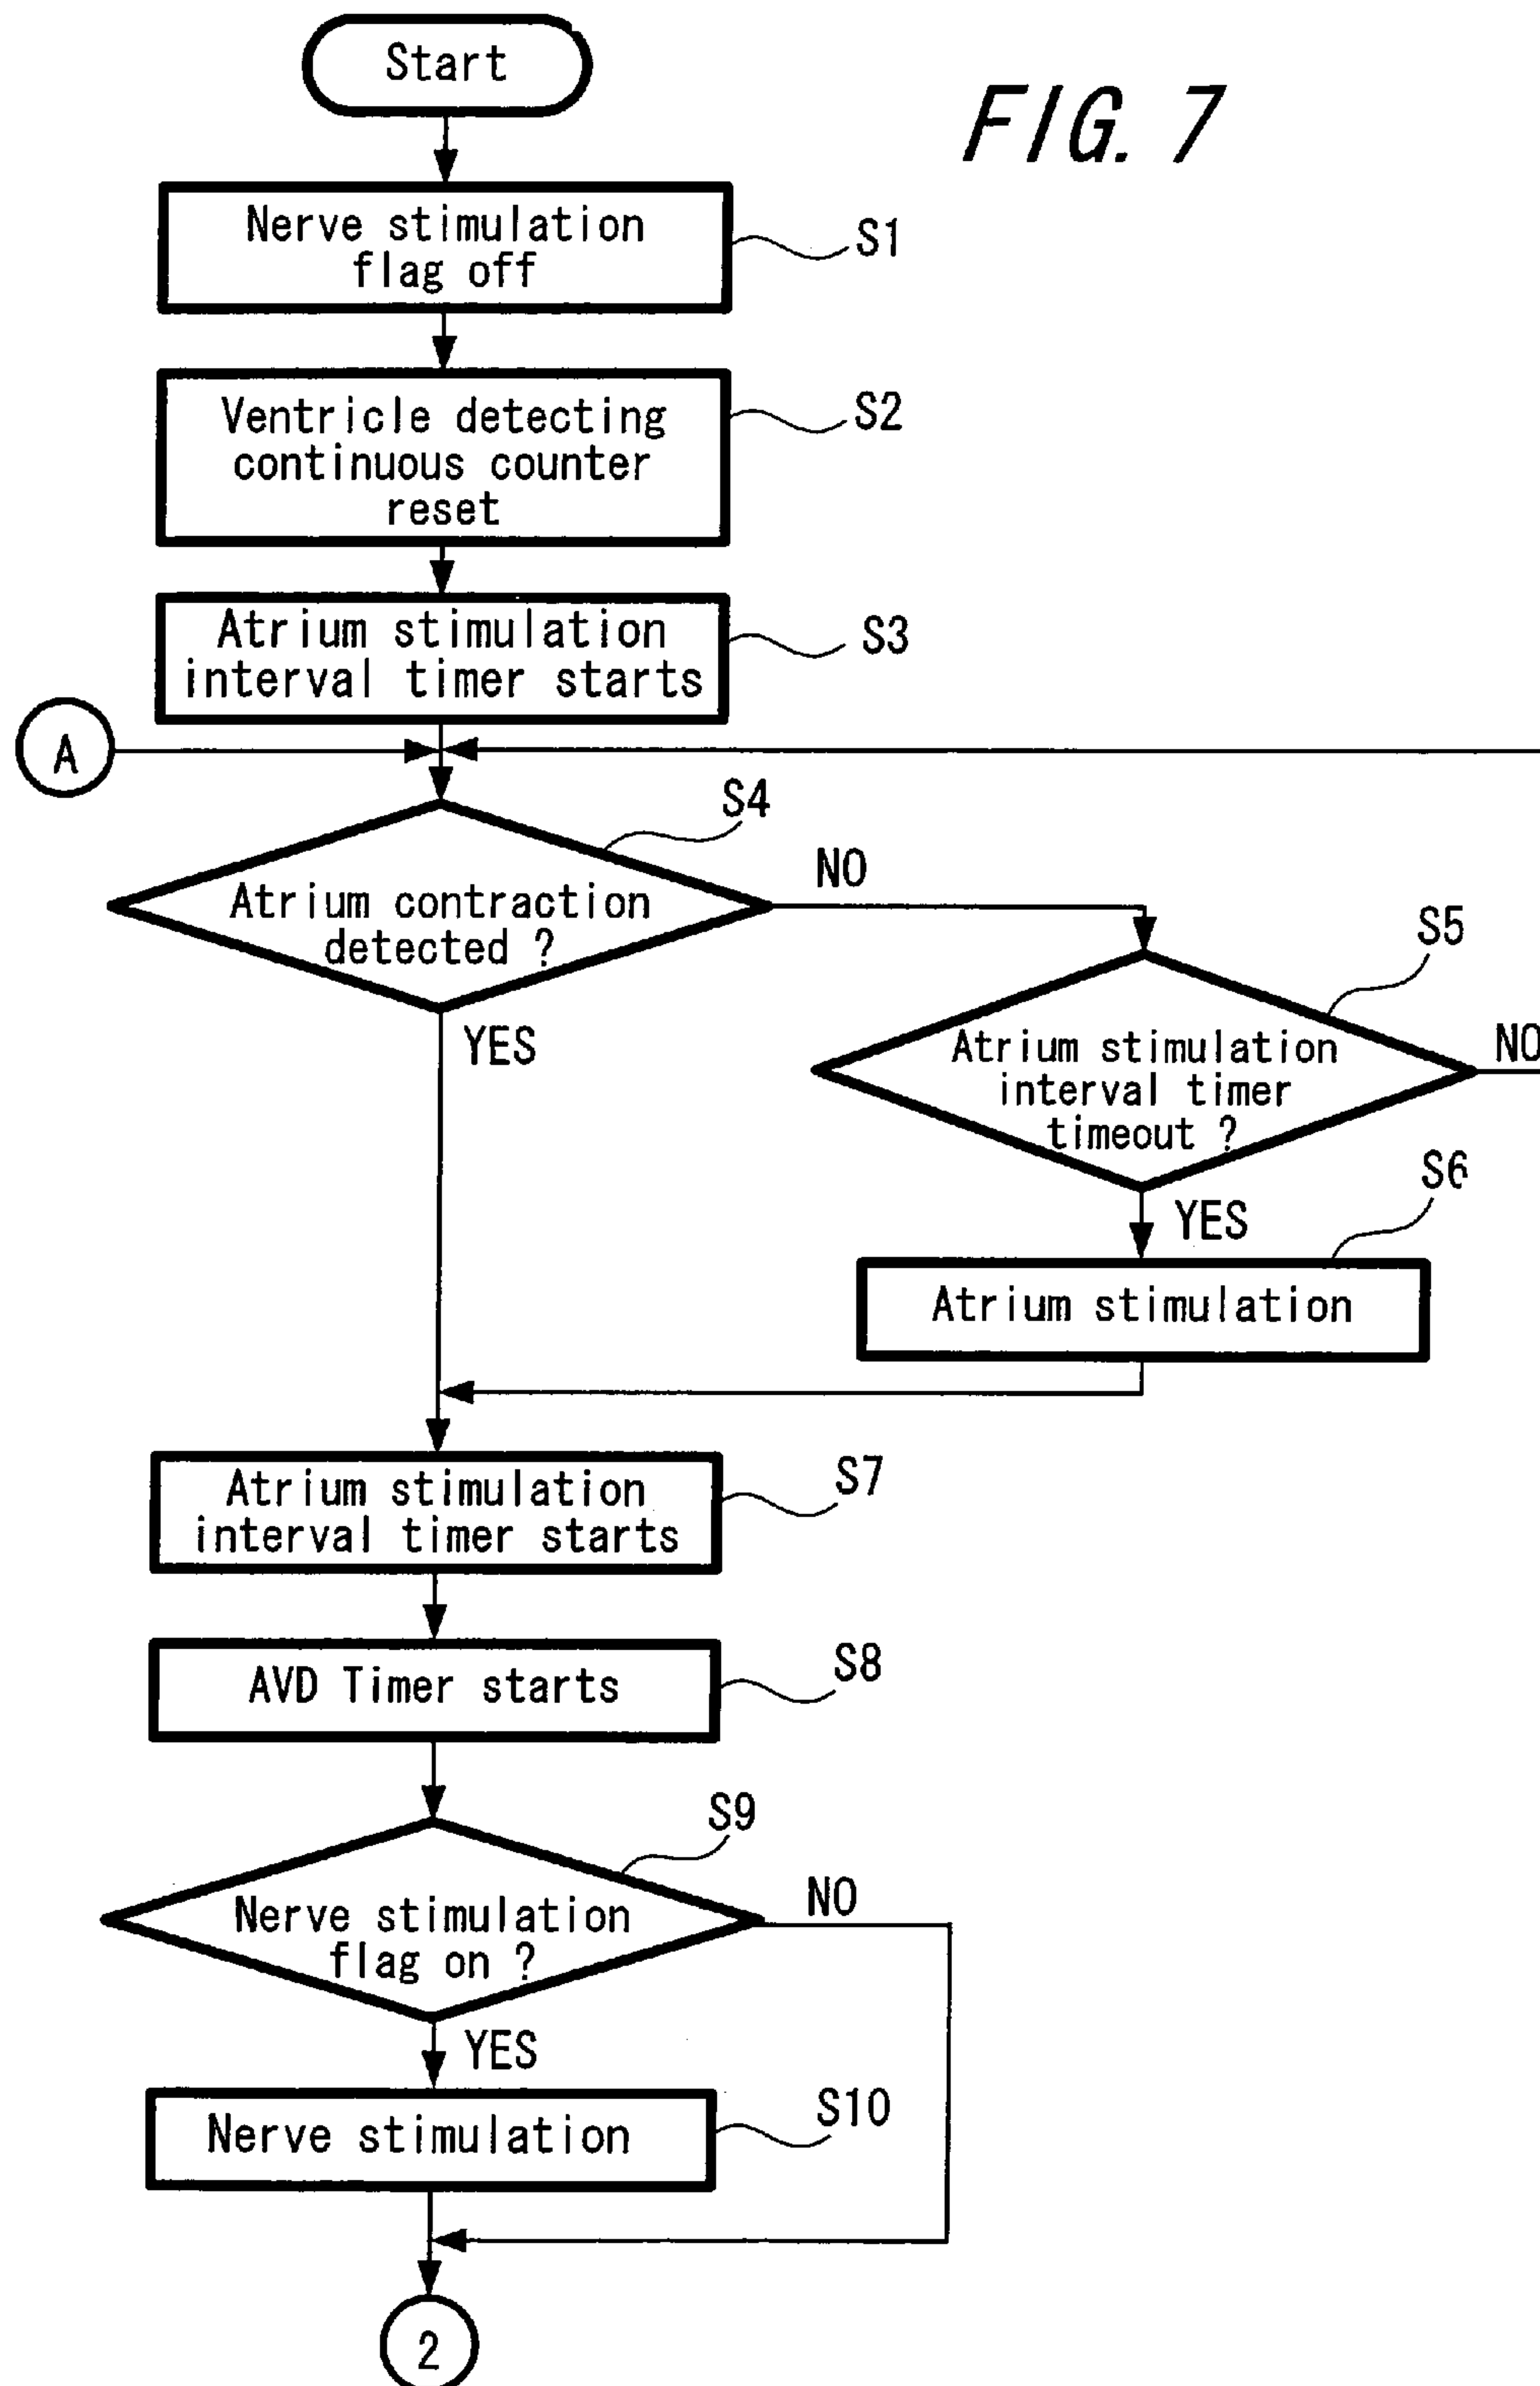 Start
FIG. 7
Nerve stimulation
flag off
S1
Ventricle detecting
continuous counter
reset
S2
Atrium stimulation
interval timer starts
S3
A
S4
Atrium contraction
detected ?
NO
YES
S5
Atrium stimulation
interval timer
timeout ?
NO
YES
S6
Atrium stimulation
Atrium stimulation
interval timer starts
S7
AVD Timer starts
S8
S9
Nerve stimulation
flag on ?
NO
YES
Nerve stimulation
S10
2